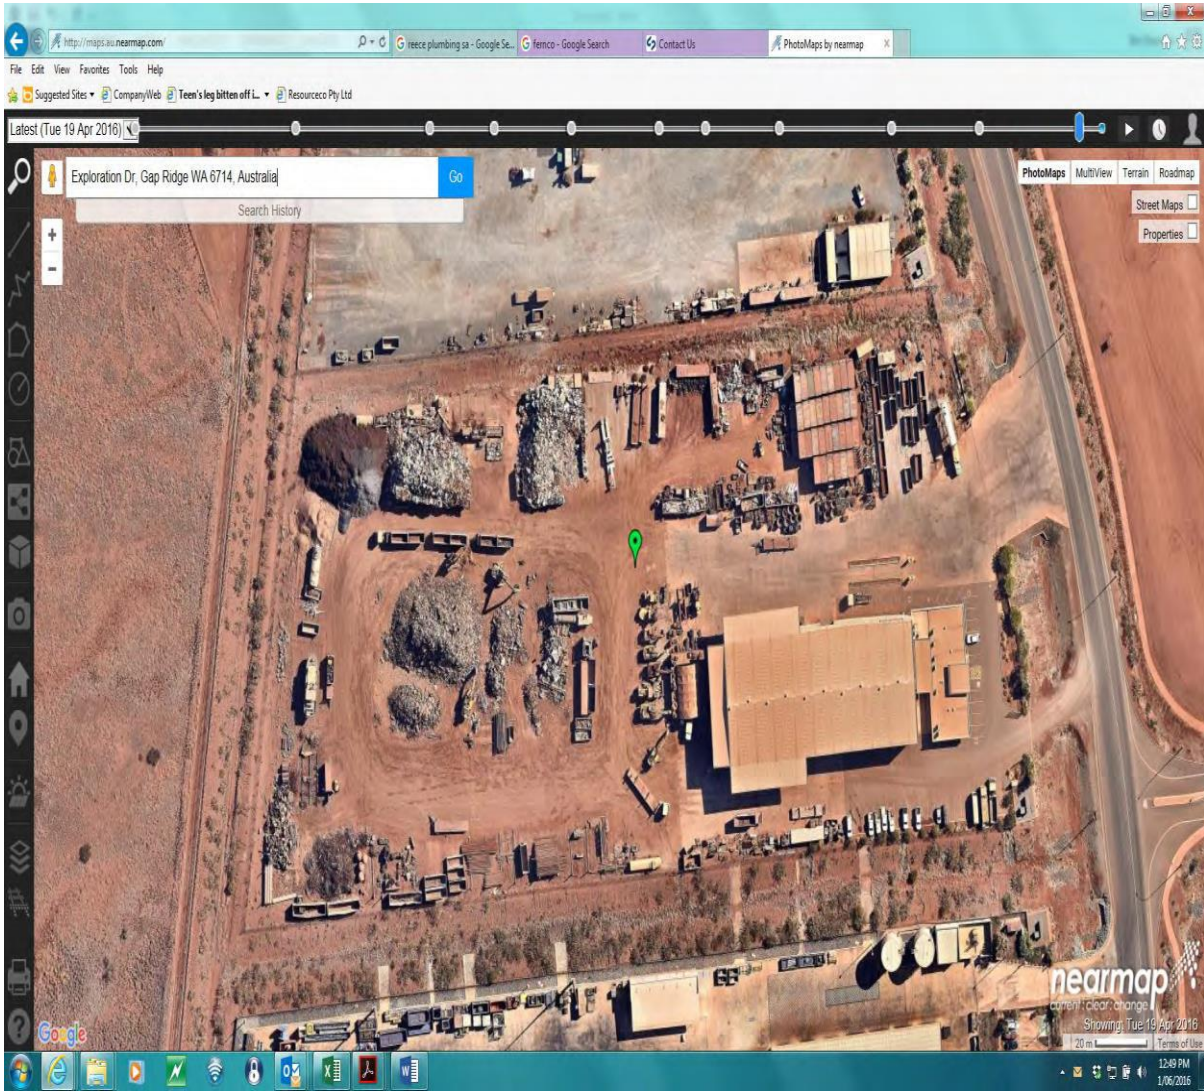 http://maps.au.nearmap.com/
reece plumbing sa - Google Se...
fernco - Google Search
Contact Us
PhotoMaps by nearmap
File Edit View Favorites Tools Help
Suggested Sites CompanyWeb Teen's leg bitten off i... Resourceco Pty Ltd
Latest (Tue 19 Apr 2016)
Exploration Dr, Gap Ridge WA 6714, Australia
Go
Search History
PhotoMaps MultiView Terrain Roadmap
Street Maps
Properties
+
-
nearmap
current:clear:change
Showing: Tue 19 Apr 2016
20 m
Terms of Use
Google
12:49 PM
1/06/2016